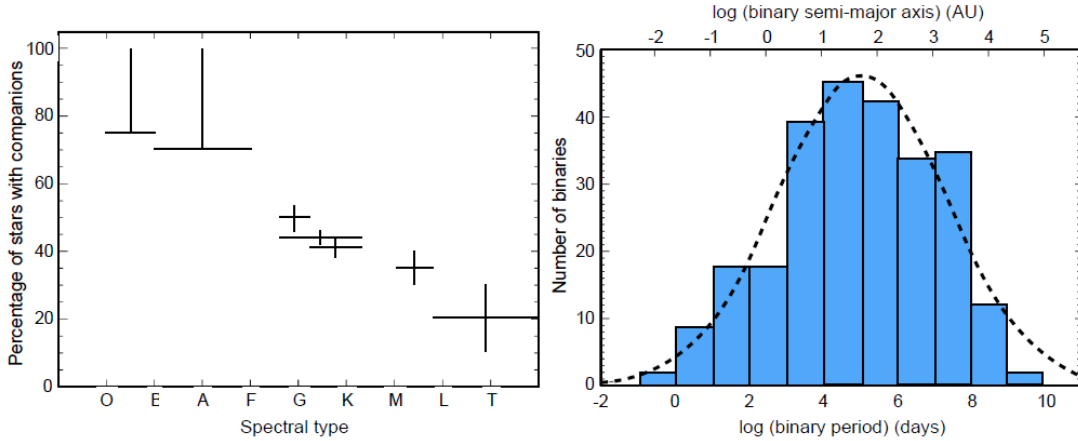 Percentage of stars with companions
100
80
60
40
20
0
O B A F G K M L T
Spectral type
log (binary semi-major axis) (AU)
-2 -1 0 1 2 3 4 5
Number of binaries
50
40
30
20
10
0
-2 0 2 4 6 8 10
log (binary period) (days)